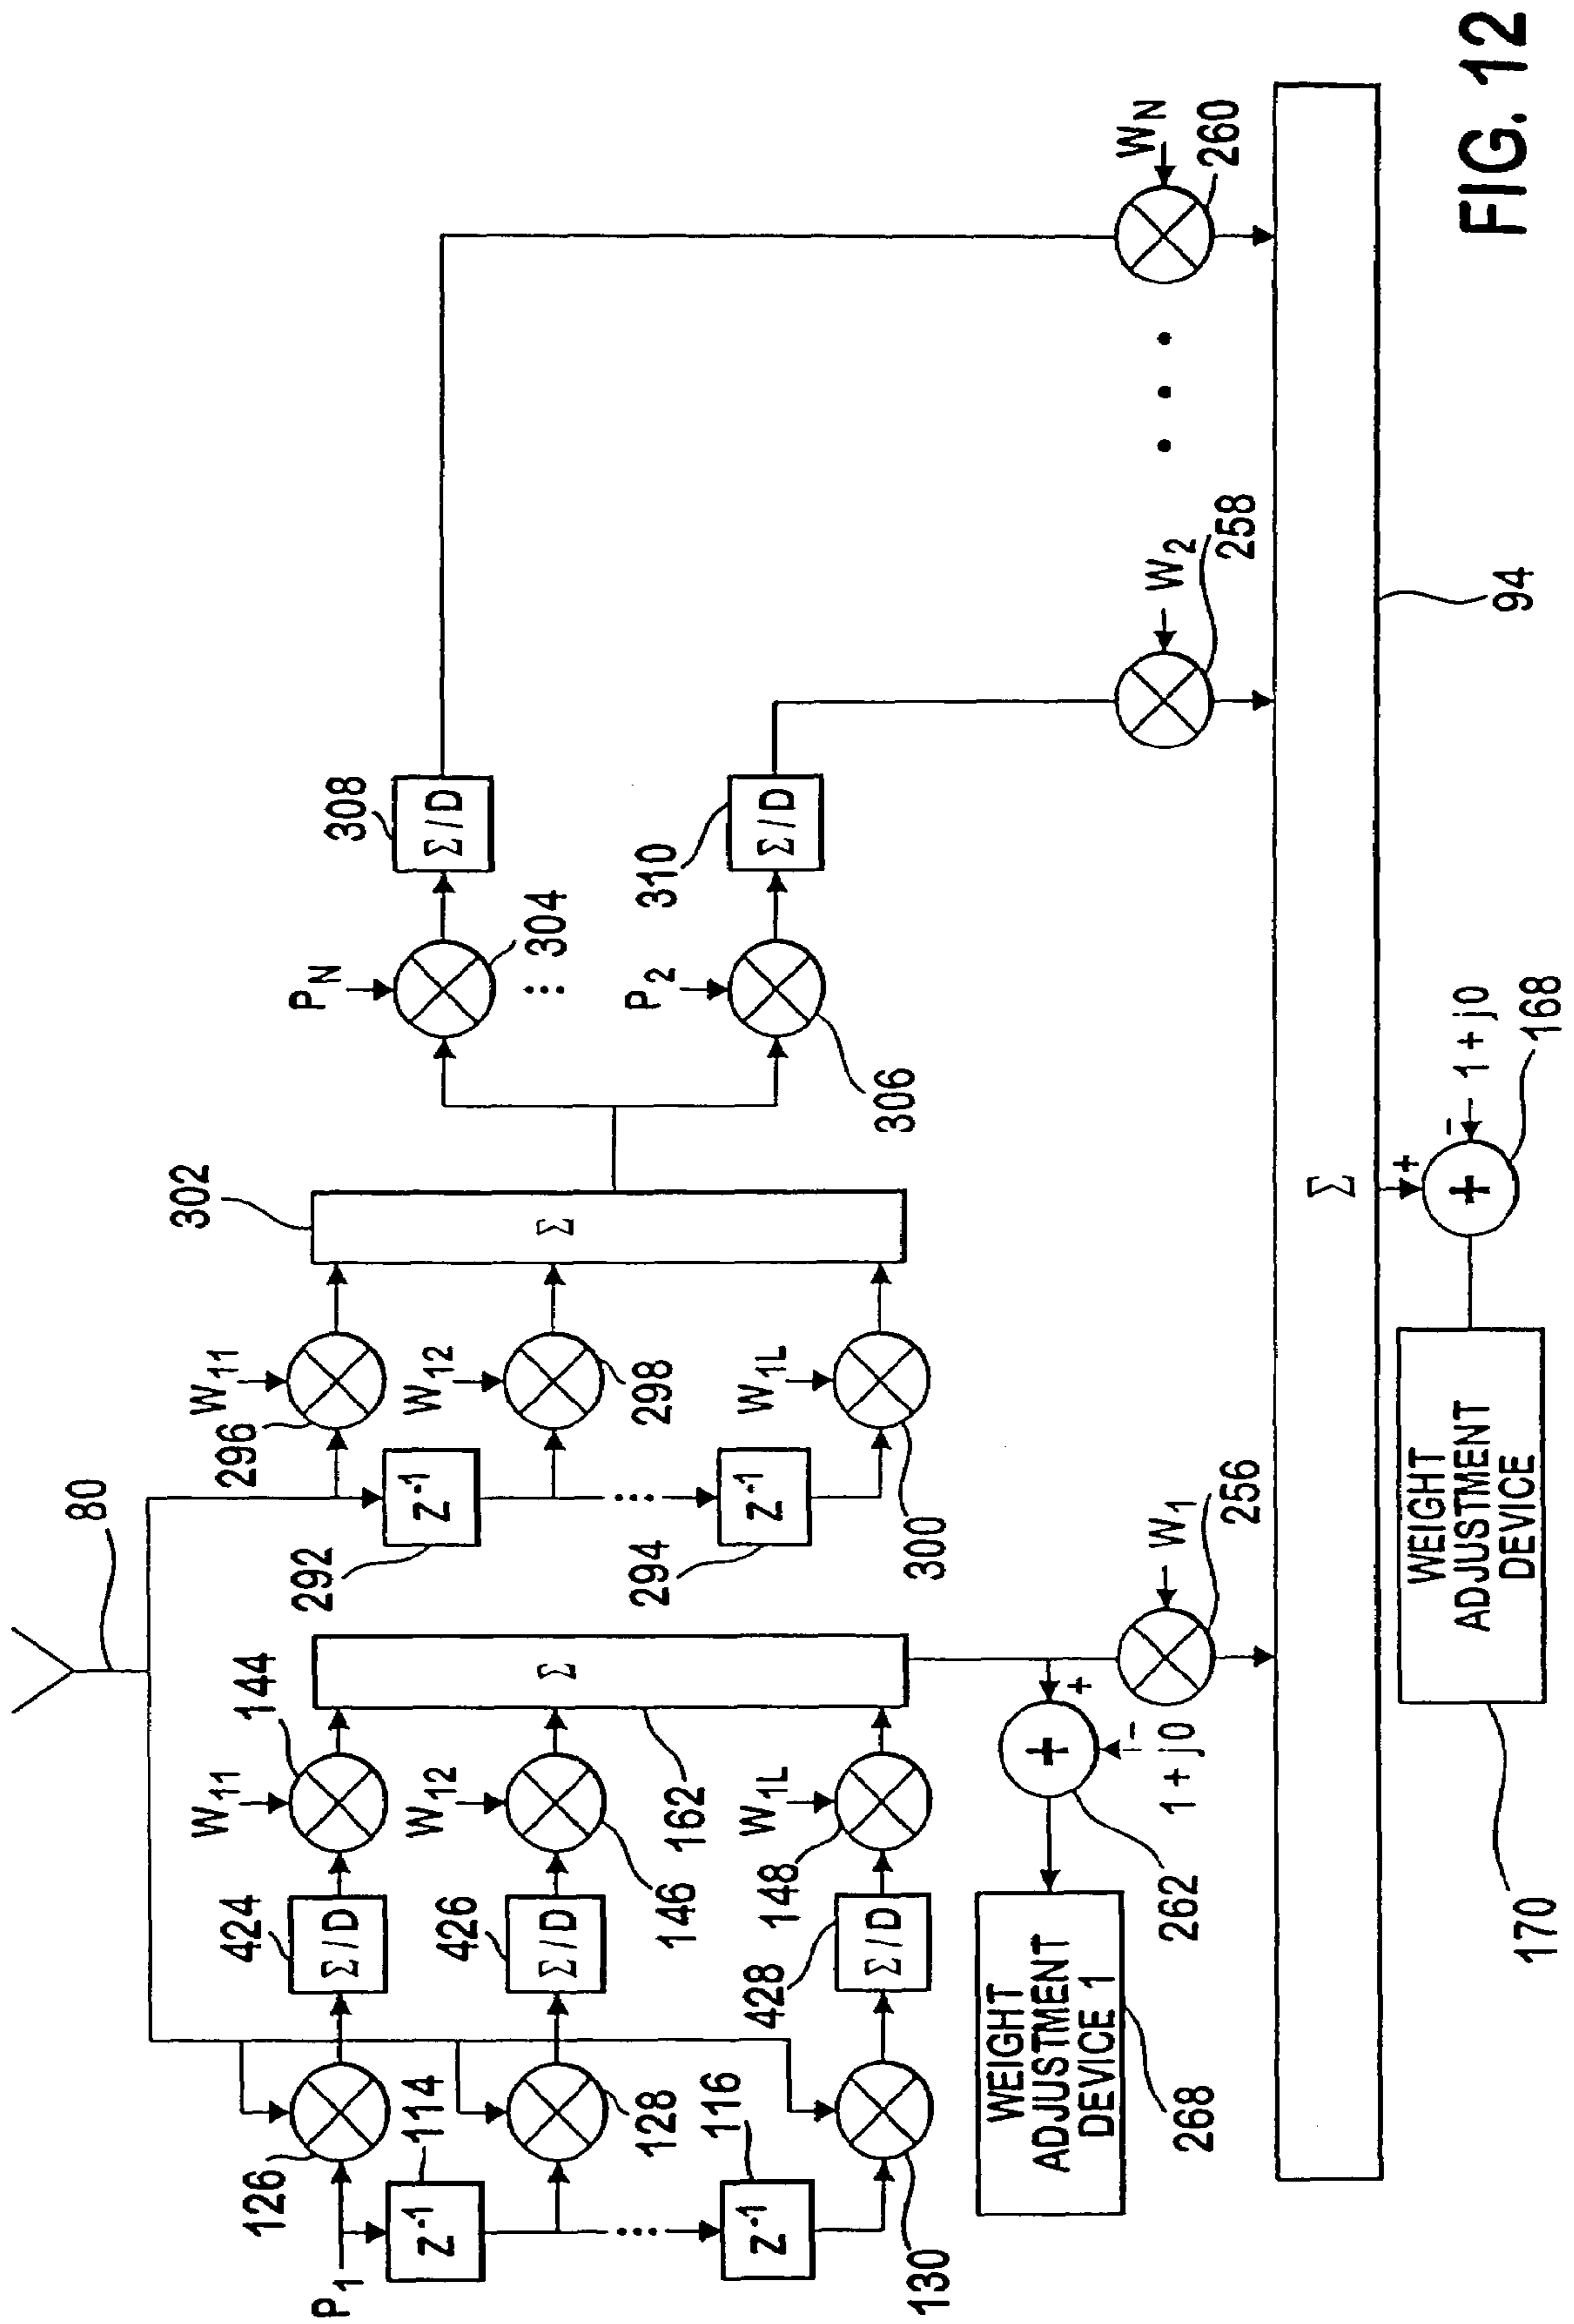 80
144
W11
424
Σ/D
126
P1
114
Z-1
W12
426
Σ/D
146
128
116
Z-1
W1L
148
428
Σ/D
130
Σ
162
W11
296
292
Z-1
W12
298
294
Z-1
W1L
300
302
Σ
PN
304
308
Σ/D
P2
306
310
Σ/D
+
+
−
1 + j0
262
WEIGHT
ADJUSTMENT
DEVICE 1
268
W1
256
W2
258
WN
260
Σ
94
+
+
−
1 + j0
168
WEIGHT
ADJUSTMENT
DEVICE
170
FIG. 12